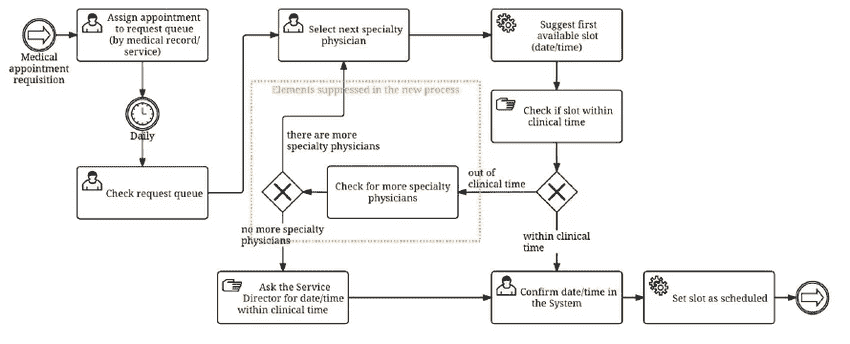 Assign appointment
to request queue
(by medical record/
service)
Medical
appointment
requisition
Daily
Check request queue
Select next specialty
physician
Suggest first
available slot
(date/time)
Elements suppressed in the new process
there are more
specialty physicians
Check if slot within
clinical time
out of
clinical time
Check for more specialty
physicians
no more specialty
physicians
within clinical
time
Ask the Service
Director for date/time
within clinical time
Confirm date/time in
the System
Set slot as scheduled